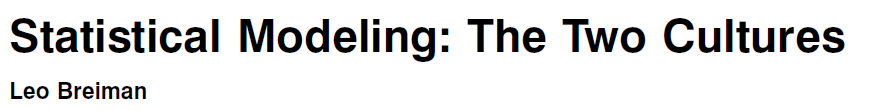 Statistical Modeling: The Two Cultures
Leo Breiman